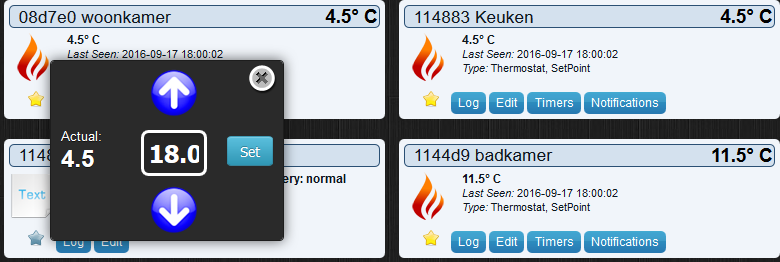 08d7e0 woonkamer 4.5° C
4.5° C
Last Seen: 2016-09-17 18:00:02
114883 Keuken 4.5° C
4.5° C
Last Seen: 2016-09-17 18:00:02
Type: Thermostat, SetPoint
Log Edit Timers Notifications
Actual:
4.5
18.0
Set
1148
Text
ery: normal
Log Edit
1144d9 badkamer 11.5° C
11.5° C
Last Seen: 2016-09-17 18:00:02
Type: Thermostat, SetPoint
Log Edit Timers Notifications